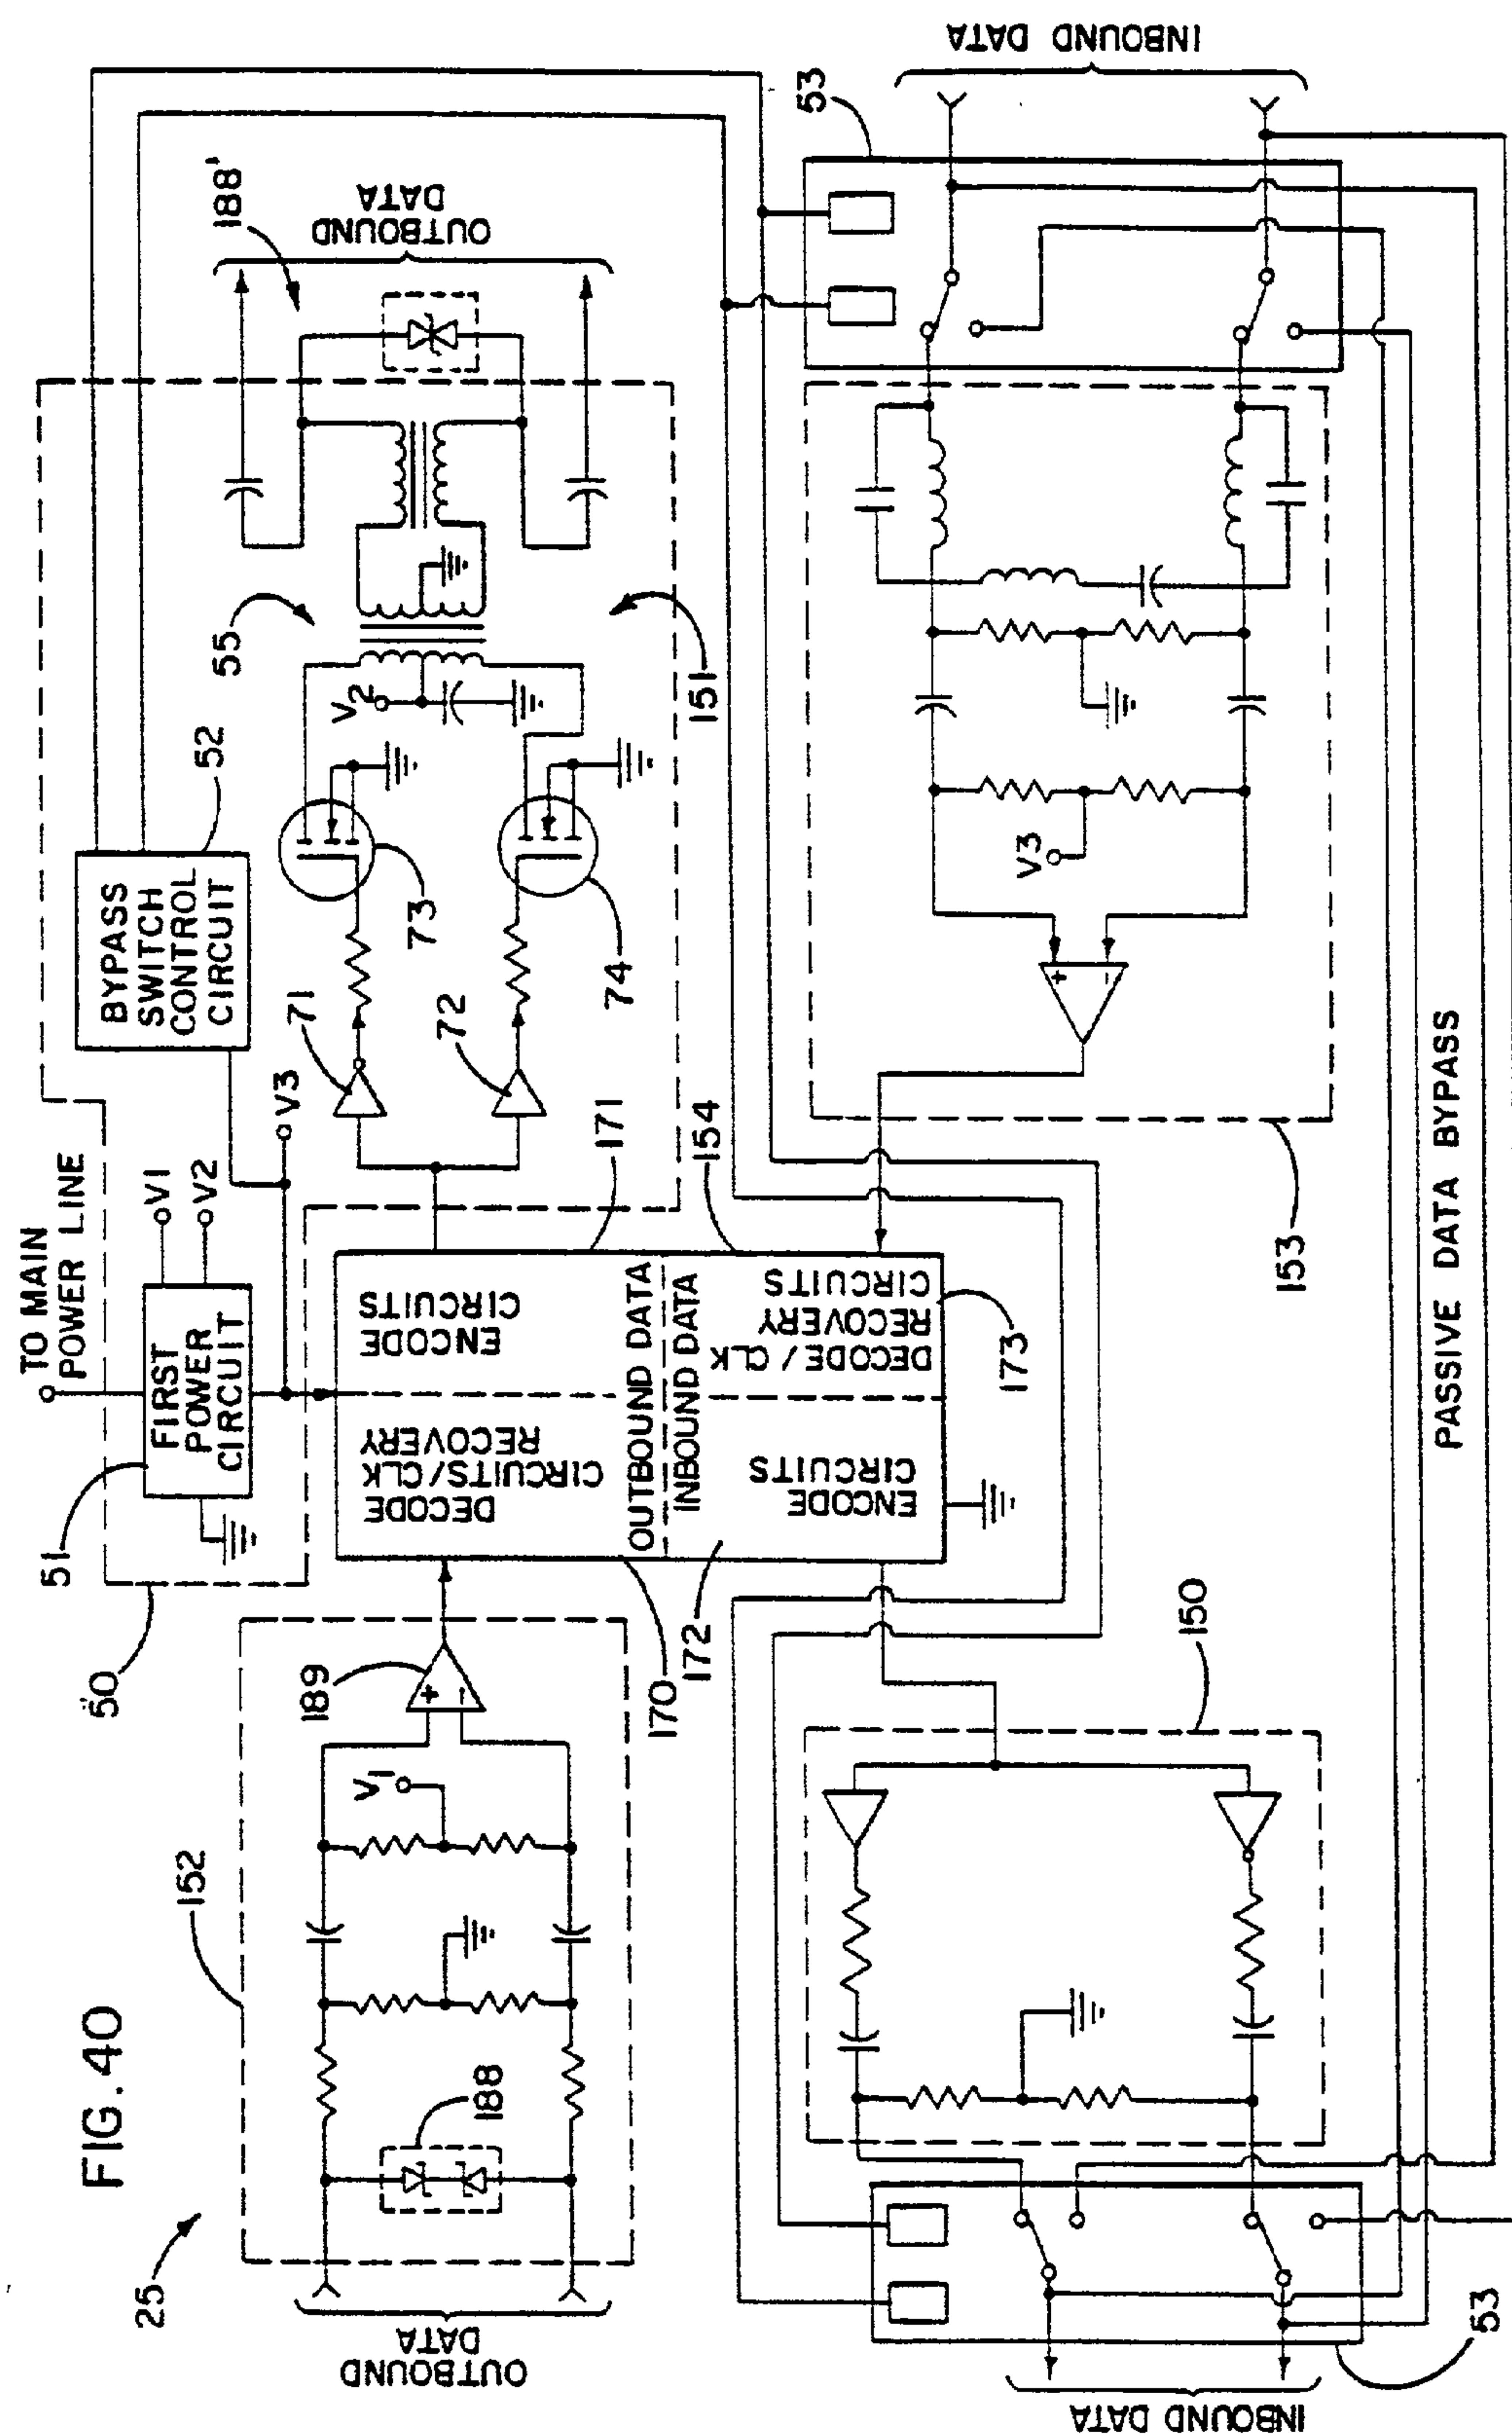 FIG. 40
25
OUTBOUND
DATA
188
152
V1
189
50
51
TO MAIN
POWER LINE
FIRST
POWER
CIRCUIT
V1
V2
V3
BYPASS
SWITCH
CONTROL
CIRCUIT
52
71
72
73
74
V2
55
151
188'
OUTBOUND
DATA
DECODE
CIRCUITS/CLK
RECOVERY
ENCODE
CIRCUITS
OUTBOUND DATA
INBOUND DATA
ENCODE
CIRCUITS
DECODE / CLK
RECOVERY
CIRCUITS
170
172
171
154
173
150
V3
153
53
INBOUND DATA
53
INBOUND DATA
PASSIVE DATA BYPASS
+
−
+
−